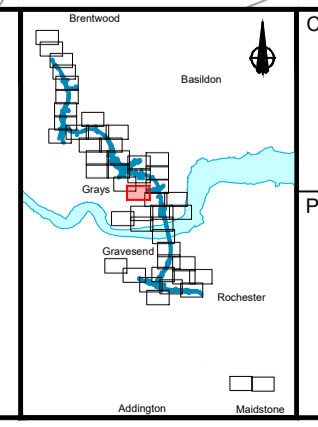 Brentwood
C
Basildon
Grays
P
Gravesend
Rochester
Addington
Maidstone